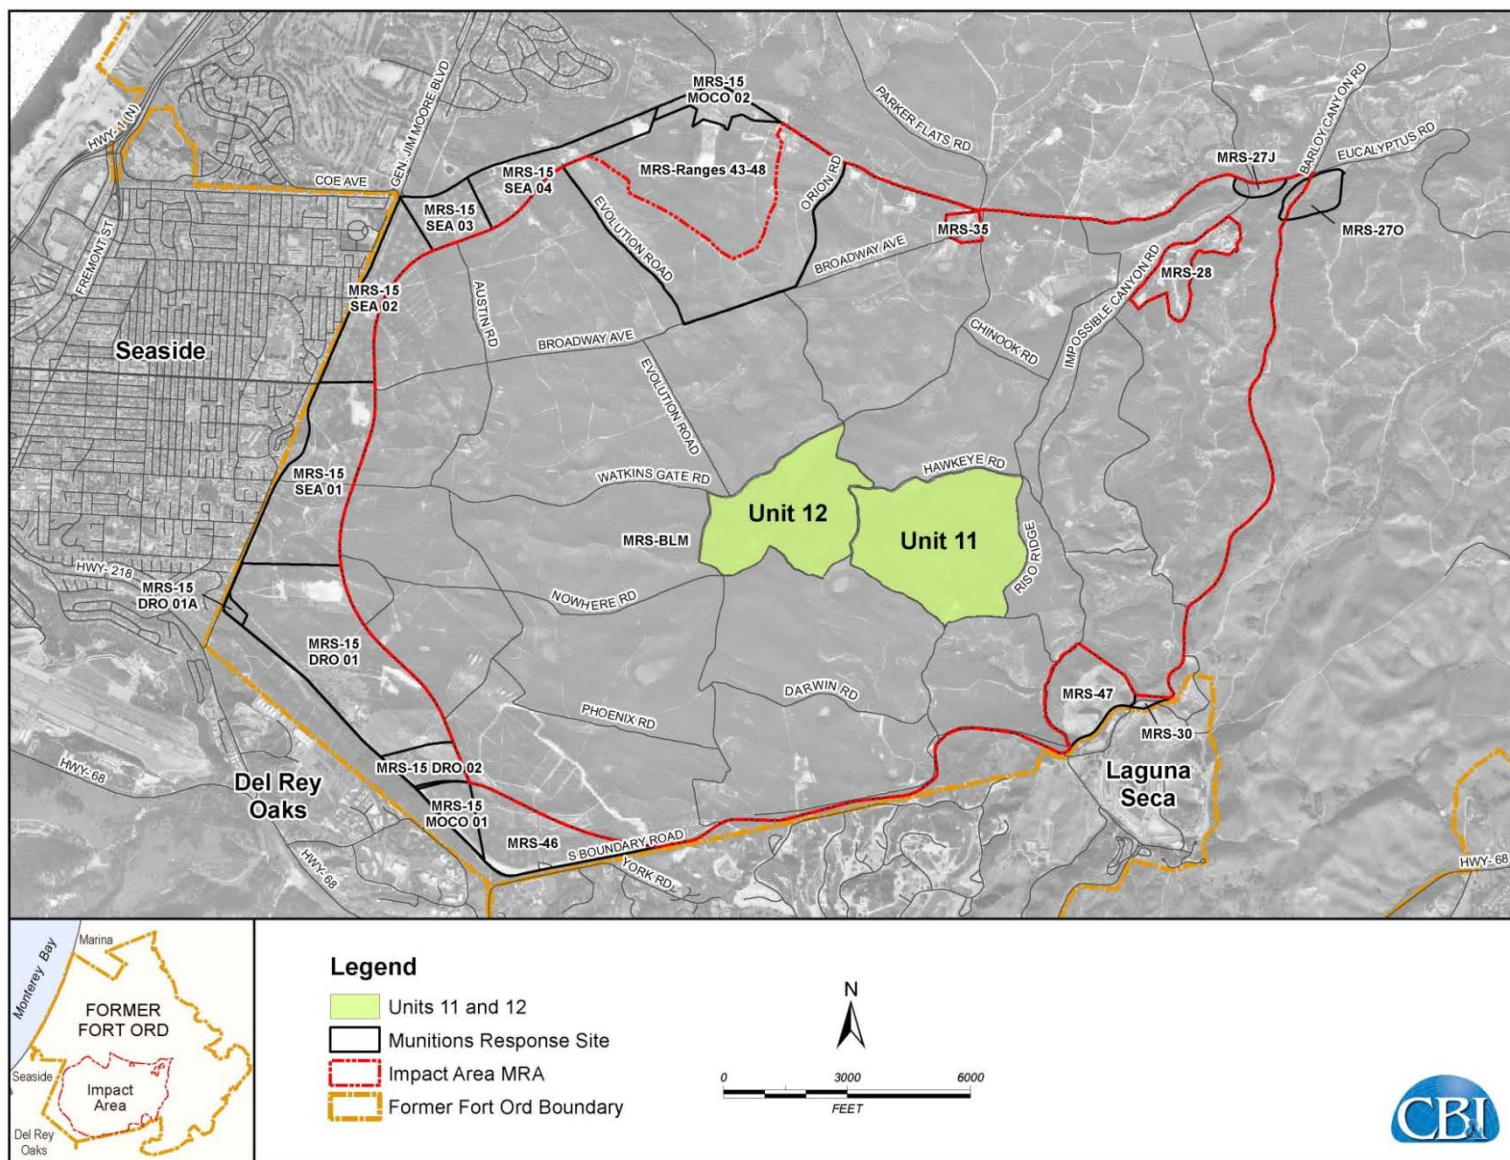 MRS-15
MOCO 02
PARKER FLATS RD
BARLOY CANYON RD
EUCALYPTUS RD
HWY-1 (N)
GEN. JIM MOORE BLVD
COE AVE
MRS-15
SEA 04
MRS-Ranges 43-48
ORION RD
MRS-27J
MRS-27O
FREMONT ST
MRS-15
SEA 03
EVOLUTION ROAD
BROADWAY AVE
MRS-35
IMPOSSIBLE CANYON RD
MRS-28
MRS-15
SEA 02
AUSTIN RD
BROADWAY AVE
CHINOOK RD
Seaside
EVOLUTION ROAD
MRS-15
SEA 01
WATKINS GATE RD
HAWKEYE RD
Unit 12
Unit 11
MRS-BLM
RISO RIDGE
HWY- 218
MRS-15
DRO 01A
NOWHERE RD
MRS-15
DRO 01
DARWIN RD
MRS-47
PHOENIX RD
MRS-30
HWY-68
Del Rey
Oaks
MRS-15 DRO 02
MRS-15
MOCO 01
MRS-46
S BOUNDARY ROAD
YORK RD
Laguna
Seca
HWY-68
HWY- 68
Monterey Bay
Marina
FORMER
FORT ORD
Seaside
Impact
Area
Del Rey
Oaks
Legend
Units 11 and 12
Munitions Response Site
Impact Area MRA
Former Fort Ord Boundary
N
0 3000 6000
FEET
CB&I